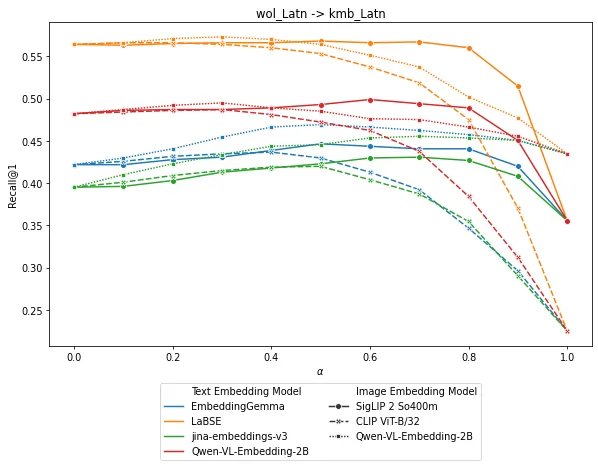 wol_Latn -> kmb_Latn
Recall@1
0.55
0.50
0.45
0.40
0.35
0.30
0.25
0.0 0.2 0.4 0.6 0.8 1.0
α
Text Embedding Model Image Embedding Model
EmbeddingGemma SigLIP 2 So400m
LaBSE CLIP ViT-B/32
jina-embeddings-v3 Qwen-VL-Embedding-2B
Qwen-VL-Embedding-2B